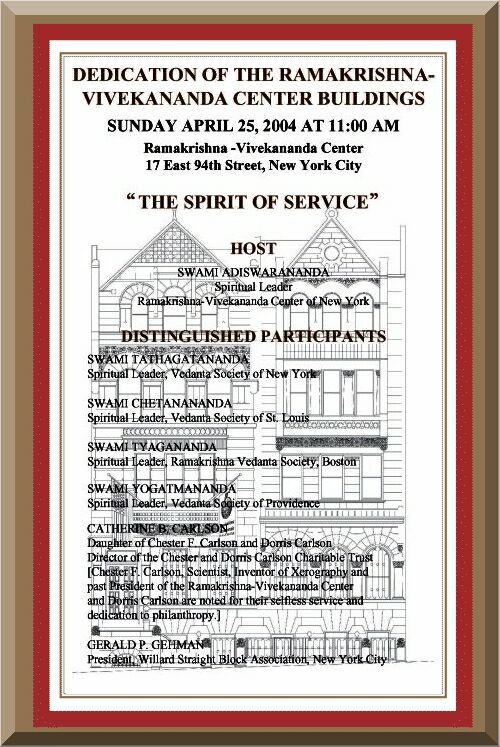 DEDICATION OF THE RAMAKRISHNA-
VIVEKANANDA CENTER BUILDINGS
SUNDAY APRIL 25, 2004 AT 11:00 AM
Ramakrishna -Vivekananda Center
17 East 94th Street, New York City
“THE SPIRIT OF SERVICE”
HOST
SWAMI ADISWARANANDA
Spiritual Leader
Ramakrishna-Vivekananda Center of New York
DISTINGUISHED PARTICIPANTS
SWAMI TATHAGATANANDA
Spiritual Leader, Vedanta Society of New York
SWAMI CHETANANANDA
Spiritual Leader, Vedanta Society of St. Louis
SWAMI TYAGANANDA
Spiritual Leader, Ramakrishna Vedanta Society, Boston
SWAMI YOGATMANANDA
Spiritual Leader, Vedanta Society of Providence
CATHERINE B. CARLSON
Daughter of Chester F. Carlson and Dorris Carlson
Director of the Chester and Dorris Carlson Charitable Trust
[Chester F. Carlson, Scientist, Inventor of Xerography and
past President of the Ramakrishna-Vivekananda Center
and Dorris Carlson are noted for their selfless service and
dedication to philanthropy.]
GERALD P. GEHMAN
President, Willard Straight Block Association, New York City